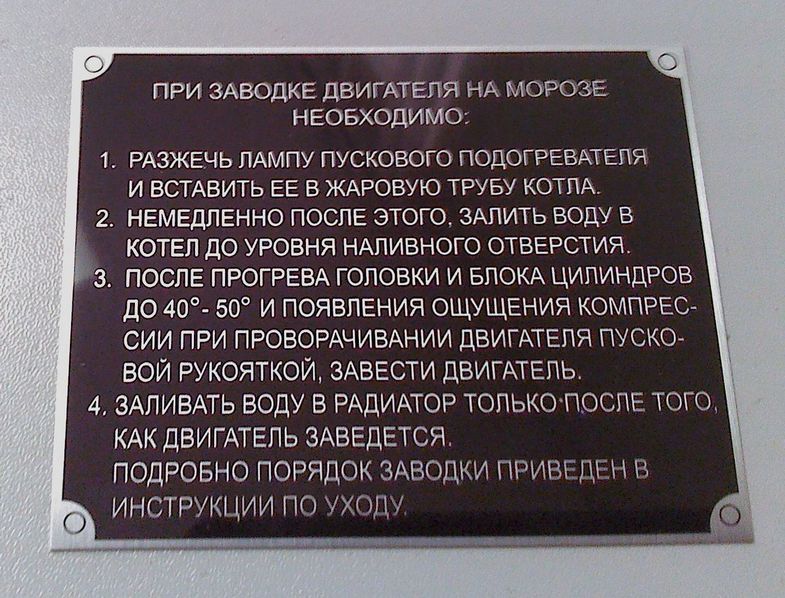 ПРИ ЗАВОДКЕ ДВИГАТЕЛЯ НА МОРОЗЕ
НЕОБХОДИМО:
1. РАЗЖЕЧЬ ЛАМПУ ПУСКОВОГО ПОДОГРЕВАТЕЛЯ
И ВСТАВИТЬ ЕЕ В ЖАРОВУЮ ТРУБУ КОТЛА.
2. НЕМЕДЛЕННО ПОСЛЕ ЭТОГО, ЗАЛИТЬ ВОДУ В
КОТЕЛ ДО УРОВНЯ НАЛИВНОГО ОТВЕРСТИЯ.
3. ПОСЛЕ ПРОГРЕВА ГОЛОВКИ И БЛОКА ЦИЛИНДРОВ
ДО 40°- 50° И ПОЯВЛЕНИЯ ОЩУЩЕНИЯ КОМПРЕС-
СИИ ПРИ ПРОВОРАЧИВАНИИ ДВИГАТЕЛЯ ПУСКО-
ВОЙ РУКОЯТКОЙ, ЗАВЕСТИ ДВИГАТЕЛЬ.
4. ЗАЛИВАТЬ ВОДУ В РАДИАТОР ТОЛЬКО ПОСЛЕ ТОГО,
КАК ДВИГАТЕЛЬ ЗАВЕДЕТСЯ.
ПОДРОБНО ПОРЯДОК ЗАВОДКИ ПРИВЕДЕН В
ИНСТРУКЦИИ ПО УХОДУ.